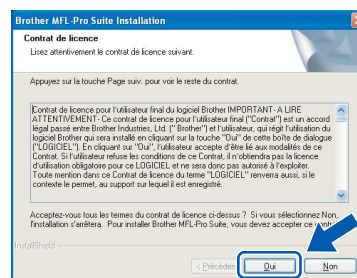 Brother MFL-Pro Suite Installation
Contrat de licence
Lisez attentivement le contrat de licence suivant.
Appuyez sur la touche Page suiv. pour voir le reste du contrat.
Contrat de licence pour l'utilisateur final du logiciel Brother IMPORTANT- A LIRE
ATTENTIVEMENT- Ce contrat de licence pour l'utilisateur final ("Contrat") est un accord
légal passé entre Brother Industries, Ltd. ("Brother") et l'utilisateur, qui régit l'utilisation du
logiciel Brother qui sera installé en cliquant sur la touche "Oui" de cette boîte de dialogue
("LOGICIEL"). En cliquant sur "Oui", l'utilisateur accepte d'être lié aux modalités de ce
Contrat. Si l'utilisateur refuse les conditions de ce Contrat, il n'obtiendra pas la licence
d'utilisation obligatoire pour ce LOGICIEL et ne sera donc pas autorisé à l'exploiter.
Toute mention dans ce Contrat de licence du terme "LOGICIEL" renverra aussi, si le
contexte le permet, au support sur lequel il est enregistré.
Acceptez-vous tous les termes du contrat de licence ci-dessus ? Si vous sélectionnez Non,
l'installation s'arrêtera. Pour installer Brother MFL-Pro Suite, vous devez accepter ce
InstallShield
< Précéden
Oui
Non